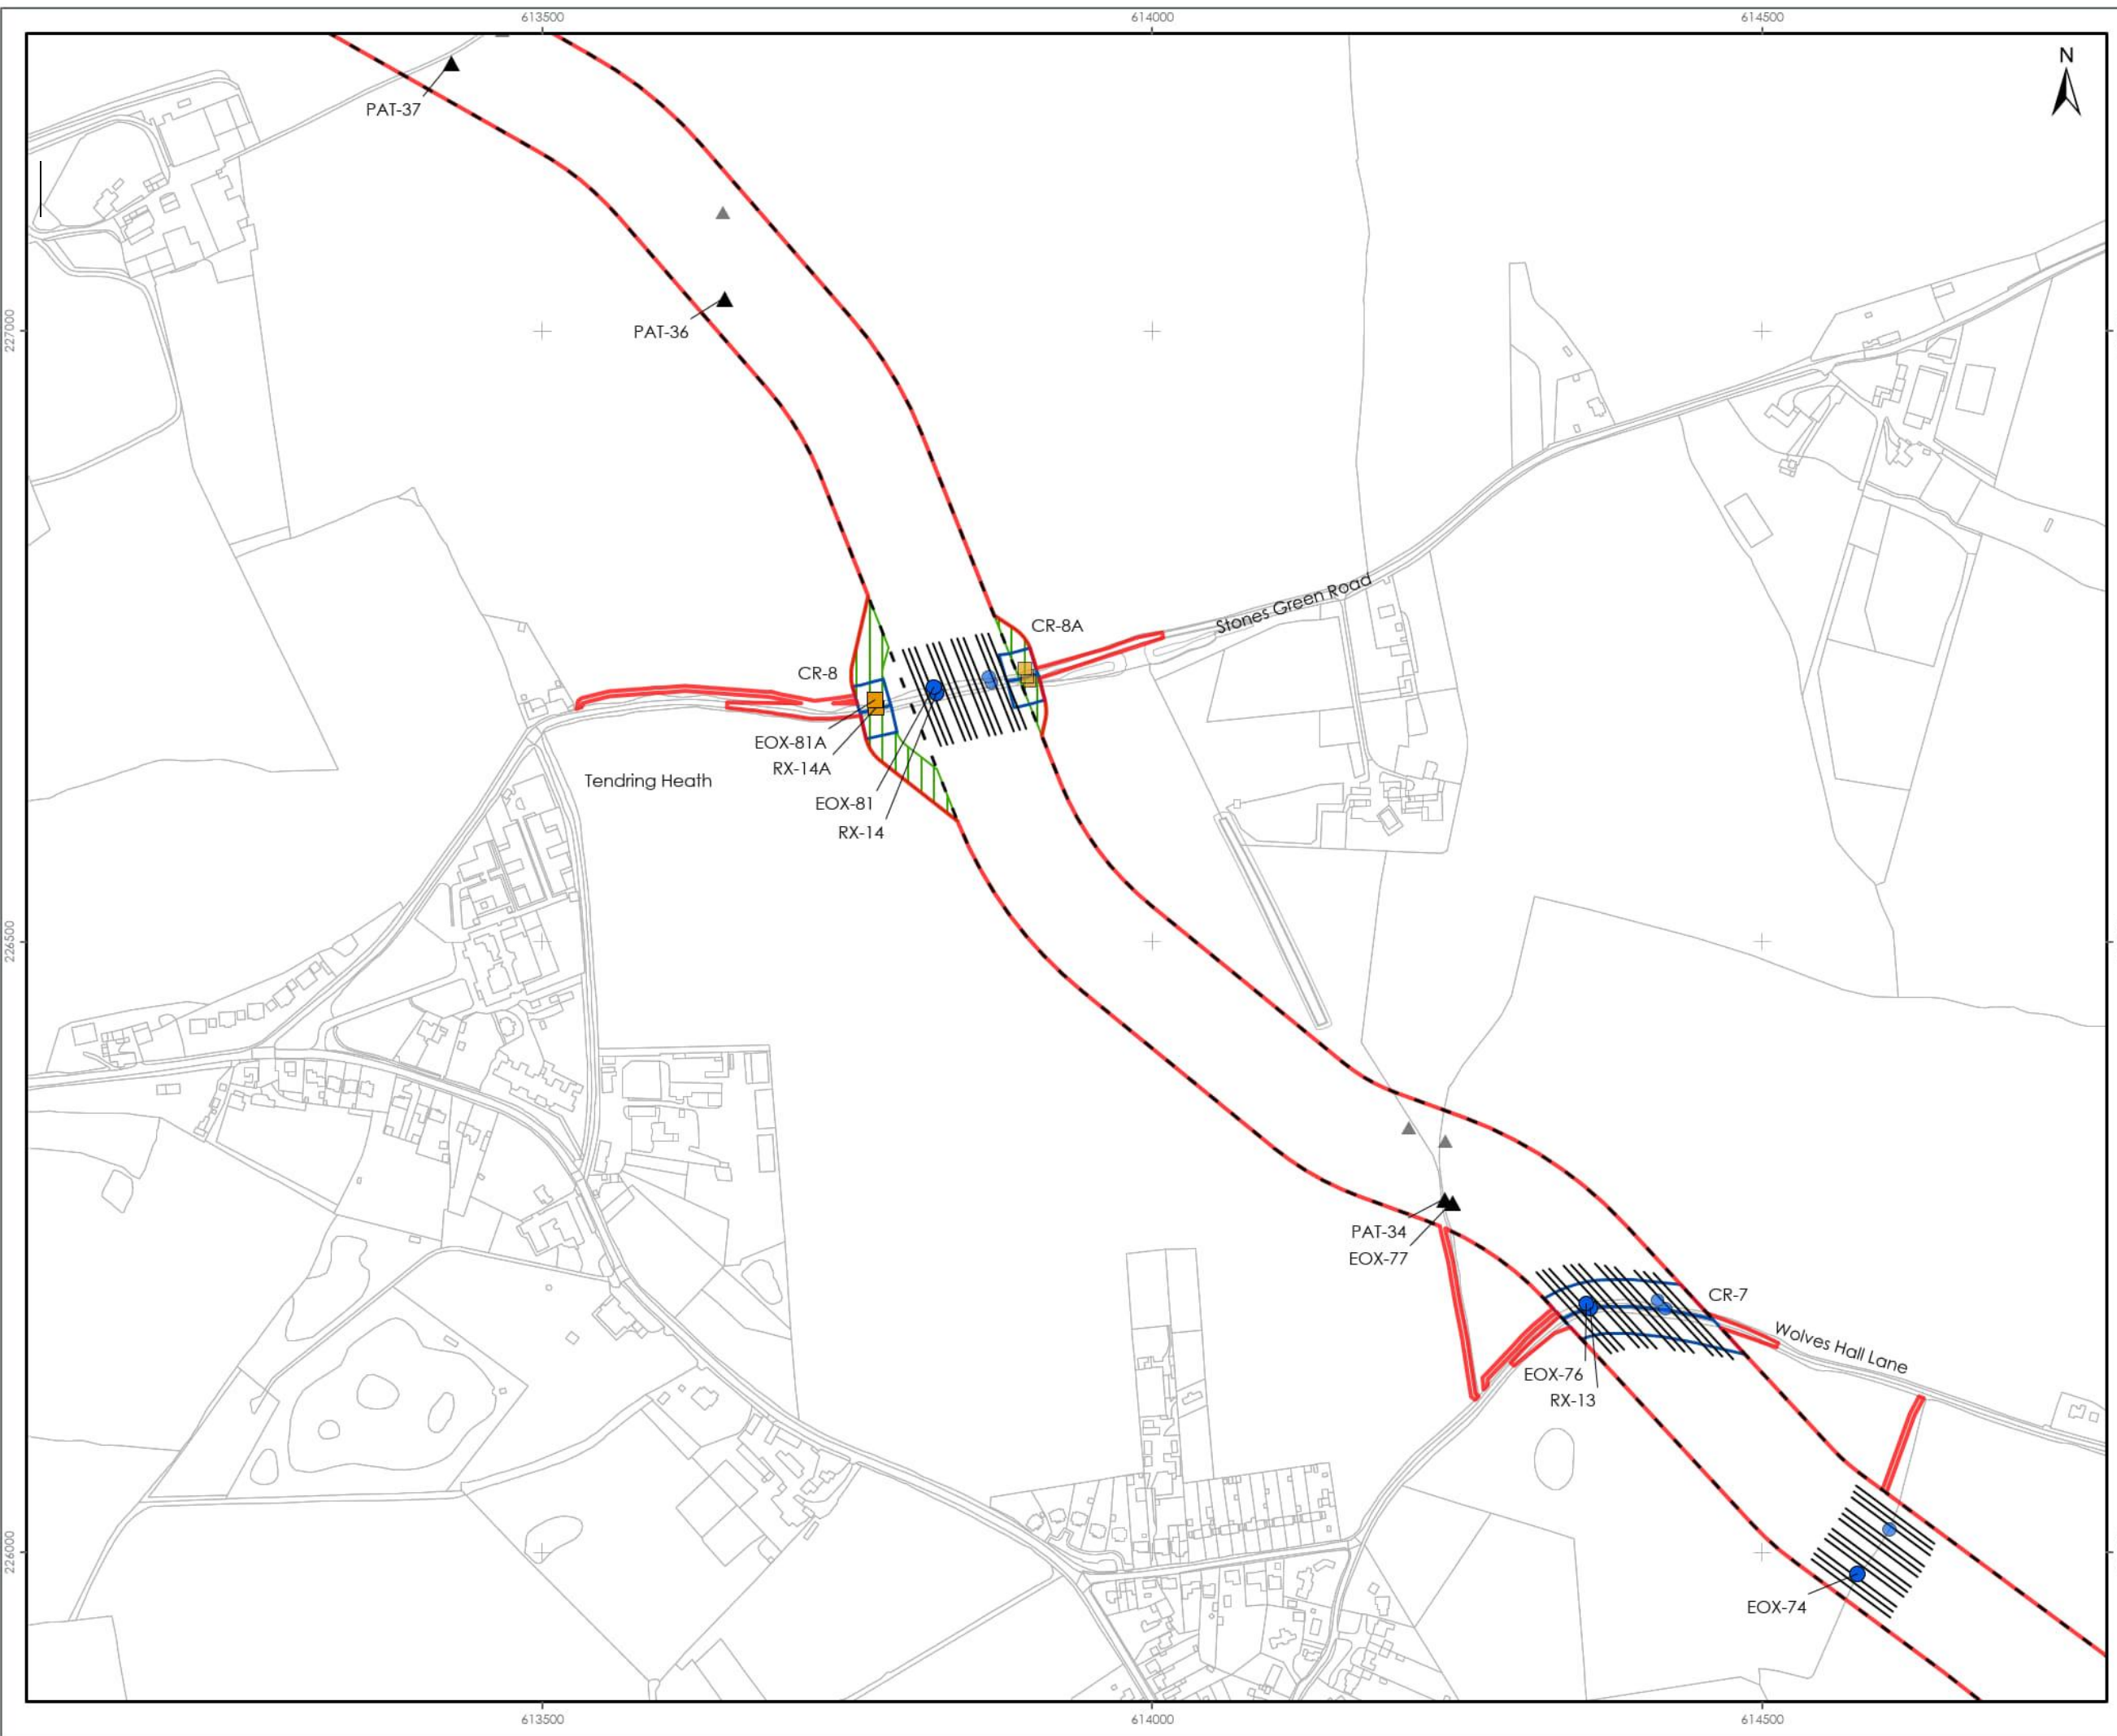 613500
614000
614500
N
PAT-37
227000
PAT-36
Stones Green Road
CR-8A
CR-8
EOX-81A
RX-14A
Tendring Heath
EOX-81
RX-14
226500
PAT-34
EOX-77
CR-7
Wolves Hall Lane
EOX-76
RX-13
226000
EOX-74
613500
614000
614500